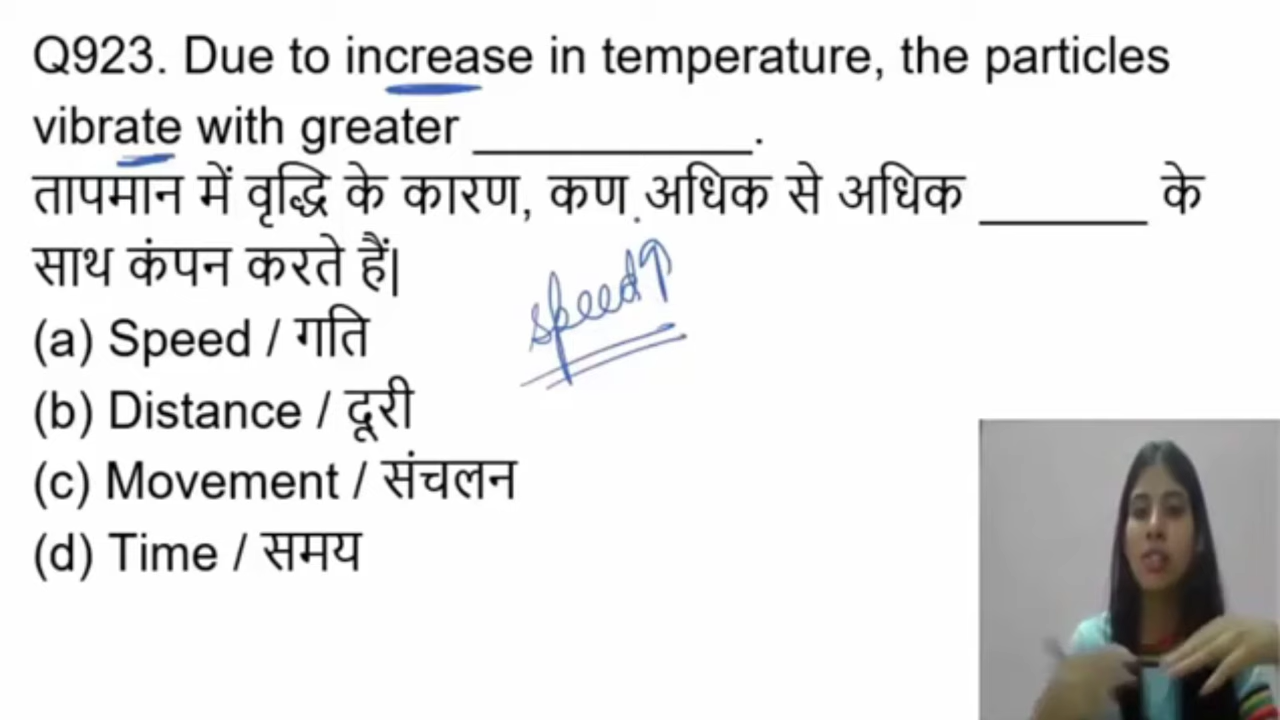 Q923. Due to increase in temperature, the particles
vibrate with greater __________.
तापमान में वृद्धि के कारण, कण अधिक से अधिक ______ के
साथ कंपन करते हैं|
speed↑
(a) Speed / गति
(b) Distance / दूरी
(c) Movement / संचलन
(d) Time / समय